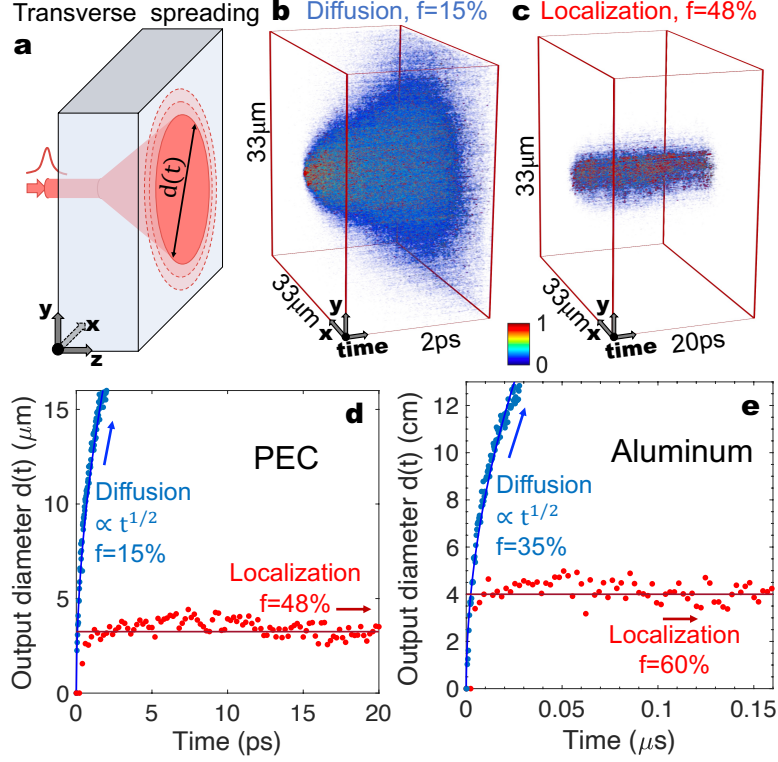 Transverse spreading
a
d(t)
y
x
z
b Diffusion, f=15%
33μm
33μm
x
y
time
2ps
1
0
c Localization, f=48%
33μm
y
x
time
20ps
d
PEC
Output diameter d(t) (μm)
15
10
5
0
Diffusion
∝ t^{1/2}
f=15%
Localization
f=48%
0 5 10 15 20
Time (ps)
e
Aluminum
Output diameter d(t) (cm)
12
10
8
6
4
2
0
Diffusion
∝ t^{1/2}
f=35%
Localization
f=60%
0 0.05 0.1 0.15
Time (μs)